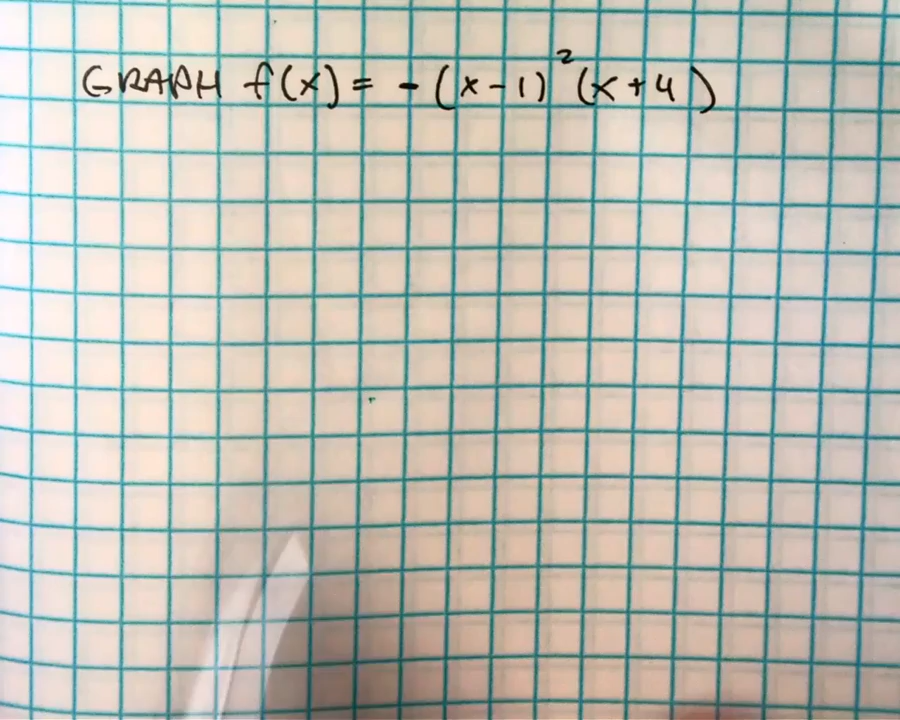 GRAPH f(x) = -(x-1)²(x+4)